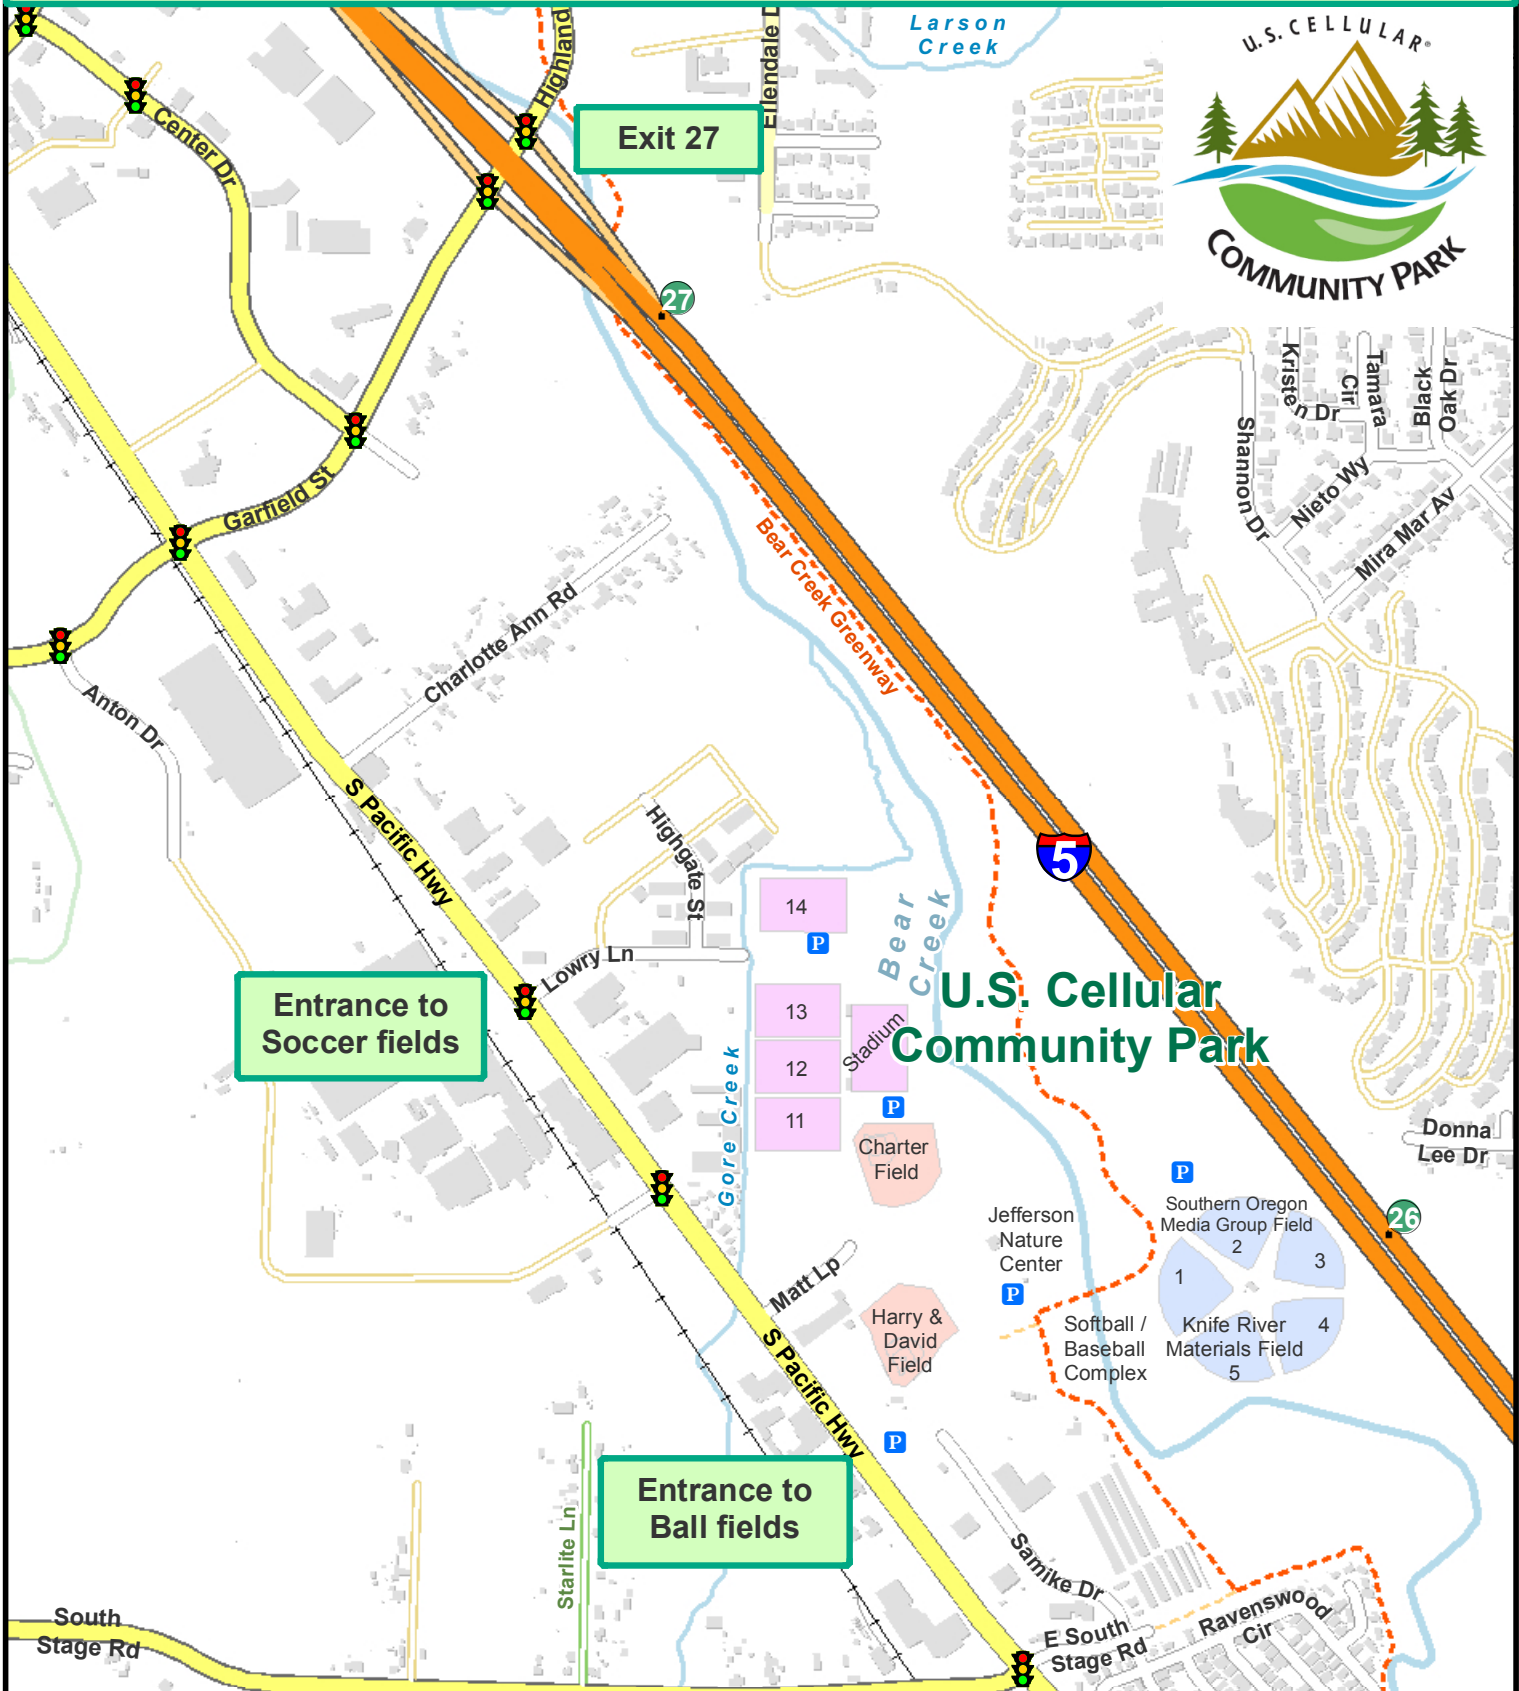 Larson
Creek
U.S. CELLULAR®
COMMUNITY PARK
Highland
Ellendale D
Exit 27
Center Dr
27
Kristen Dr
Tamara
Cir
Black
Oak Dr
Shannon Dr
Nieto Wy
Mira Mar Av
Garfield St
Bear Creek Greenway
Charlotte Ann Rd
Anton Dr
S Pacific Hwy
Highgate St
5
14
P
Bear
Creek
Lowry Ln
Entrance to
Soccer fields
U.S. Cellular
Community Park
13
Stadium
12
11
P
Gore Creek
Charter
Field
Donna
Lee Dr
P
Southern Oregon
Media Group Field
2
26
Jefferson
Nature
Center
P
1
3
Matt Lp
Harry &
David
Field
Softball /
Baseball
Complex
Knife River
Materials Field
5
4
S Pacific Hwy
P
Entrance to
Ball fields
Starlite Ln
Samike Dr
South
Stage Rd
E South
Stage Rd
Ravenswood
Cir